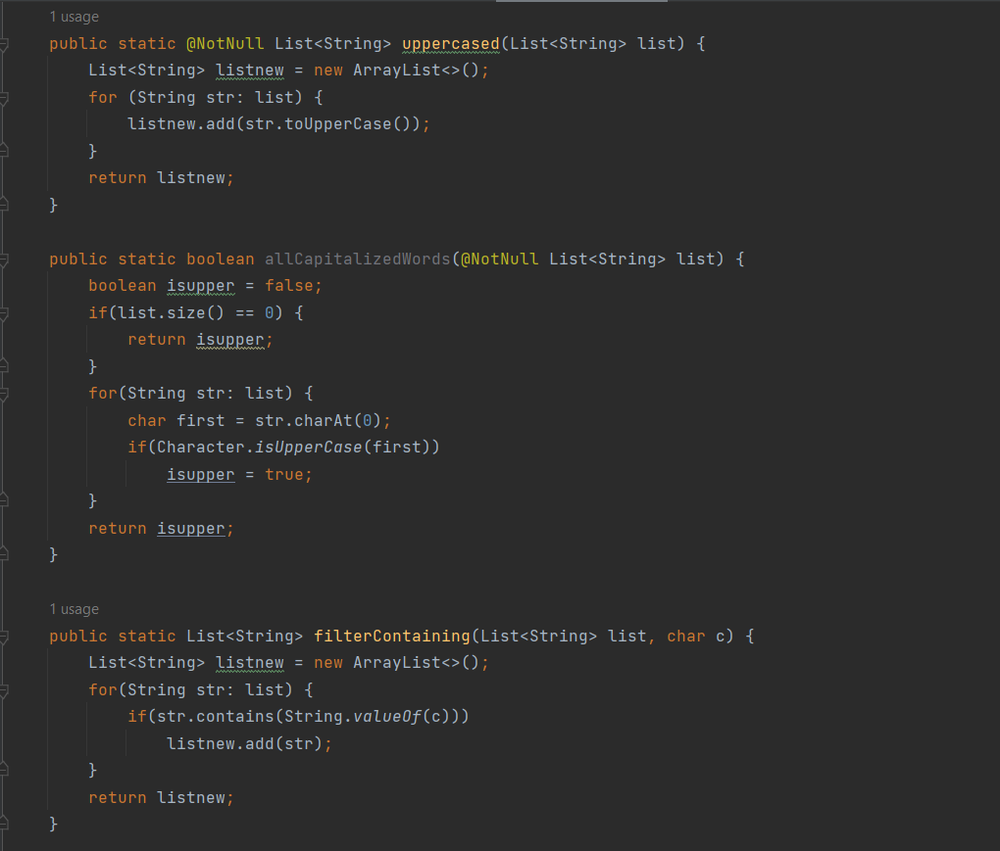 1 usage
public static @NotNull List<String> uppercased(List<String> list) {
    List<String> listnew = new ArrayList<>();
    for (String str: list) {
        listnew.add(str.toUpperCase());
    }
    return listnew;
}

public static boolean allCapitalizedWords(@NotNull List<String> list) {
    boolean isupper = false;
    if(list.size() == 0) {
        return isupper;
    }
    for(String str: list) {
        char first = str.charAt(0);
        if(Character.isUpperCase(first))
            isupper = true;
    }
    return isupper;
}

1 usage
public static List<String> filterContaining(List<String> list, char c) {
    List<String> listnew = new ArrayList<>();
    for(String str: list) {
        if(str.contains(String.valueOf(c)))
            listnew.add(str);
    }
    return listnew;
}